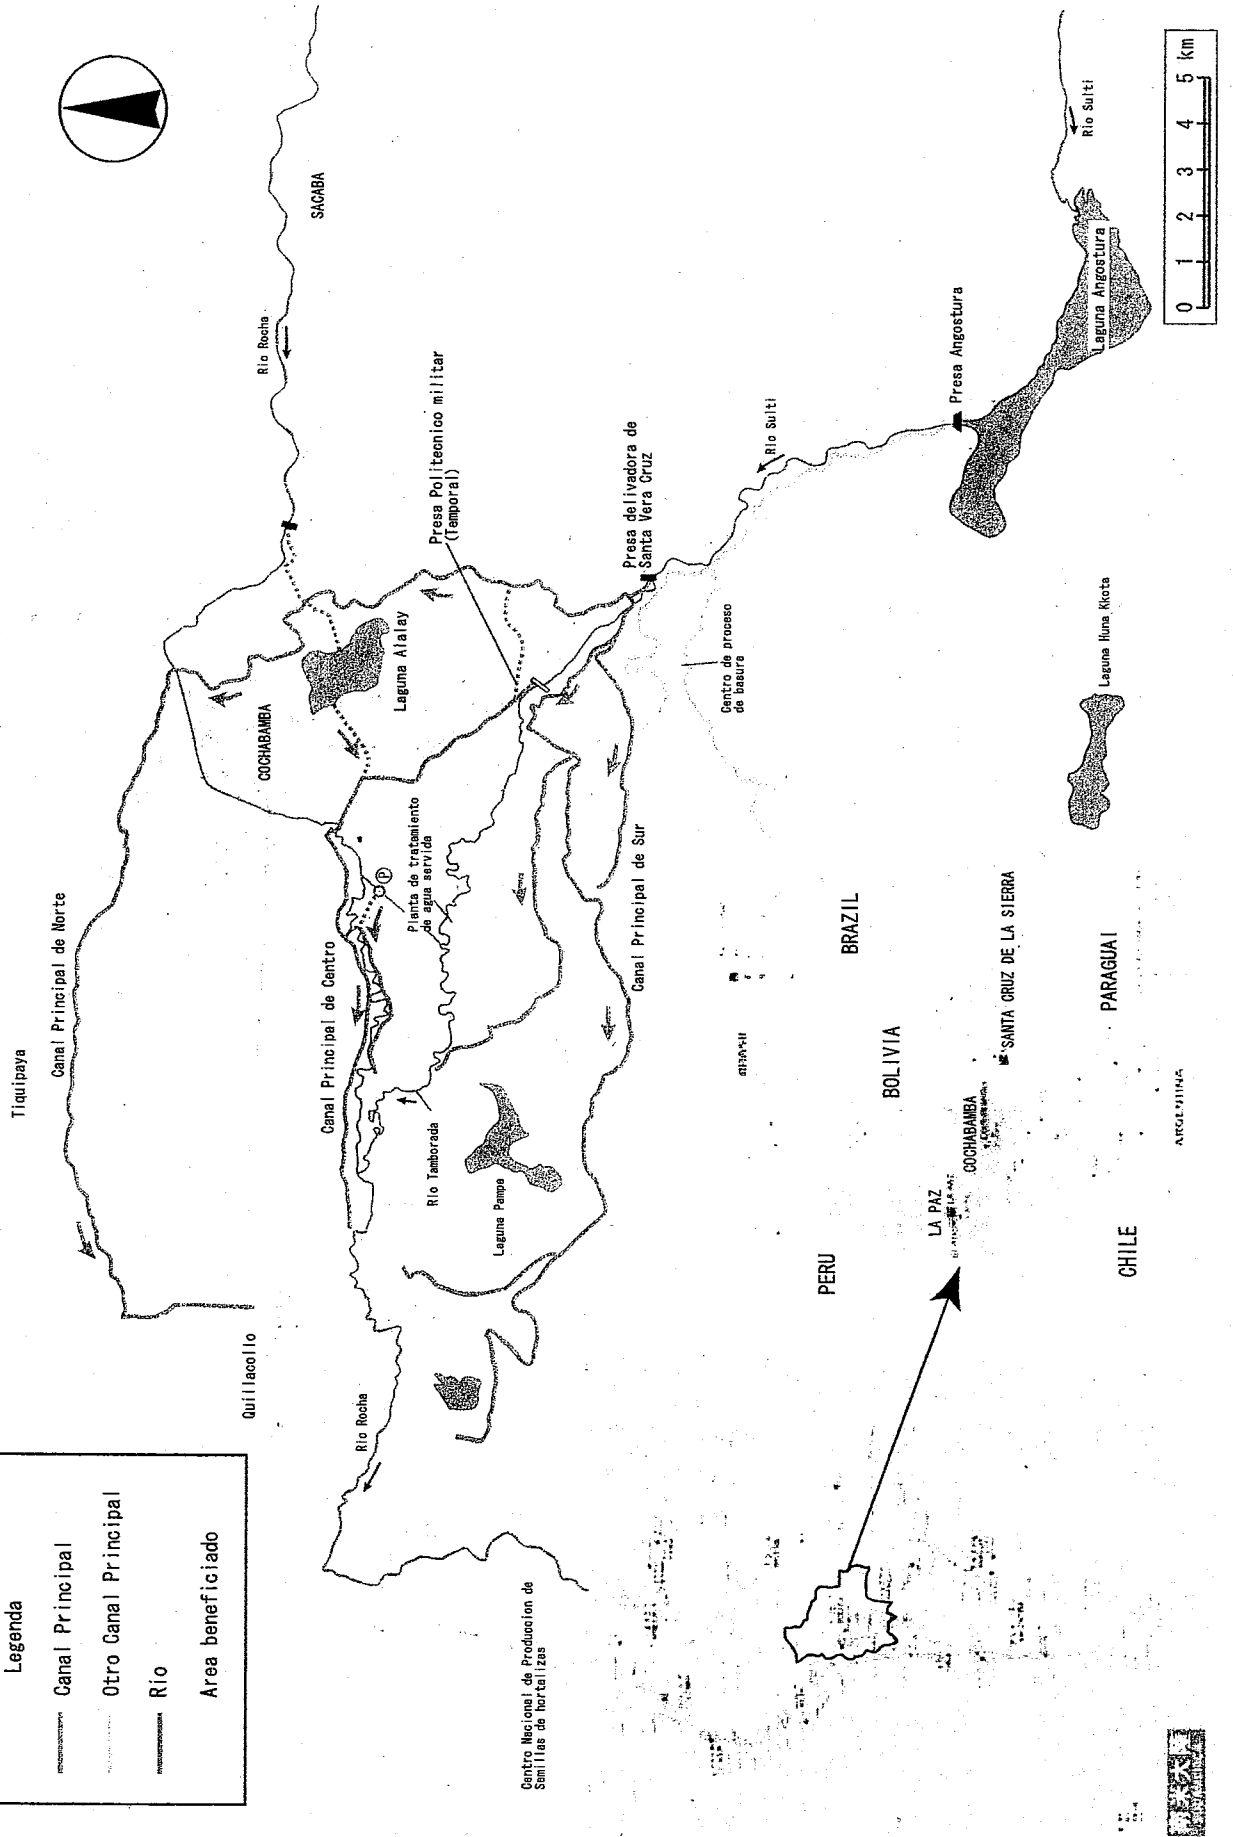 Legenda
Canal Principal
Otro Canal Principal
Rio
Area beneficiado
Tiquipaya
Canal Principal de Norte
Quillacollo
Rio Rocha
SACABA
COCHABAMBA
Laguna Alalay
Canal Principal de Centro
Planta de tratamiento
de agua servida
P
Rio Rocha
Presa Politecnico militar
(Temporal)
Rio Tamborada
Laguna Pampa
Canal Principal de Sur
Presa delivadora de
Santa Vera Cruz
Centro de proceso
de basura
Rio Sulti
Presa Angostura
Laguna Angostura
Rio Sulti
Laguna Huna Kkota
Centro Nacional de Produccion de
Semillas de hortalizas
BRAZIL
PERU
BOLIVIA
LA PAZ
COCHABAMBA
SANTA CRUZ DE LA SIERRA
PARAGUAI
CHILE
ARGENTINA
0 1 2 3 4 5 km